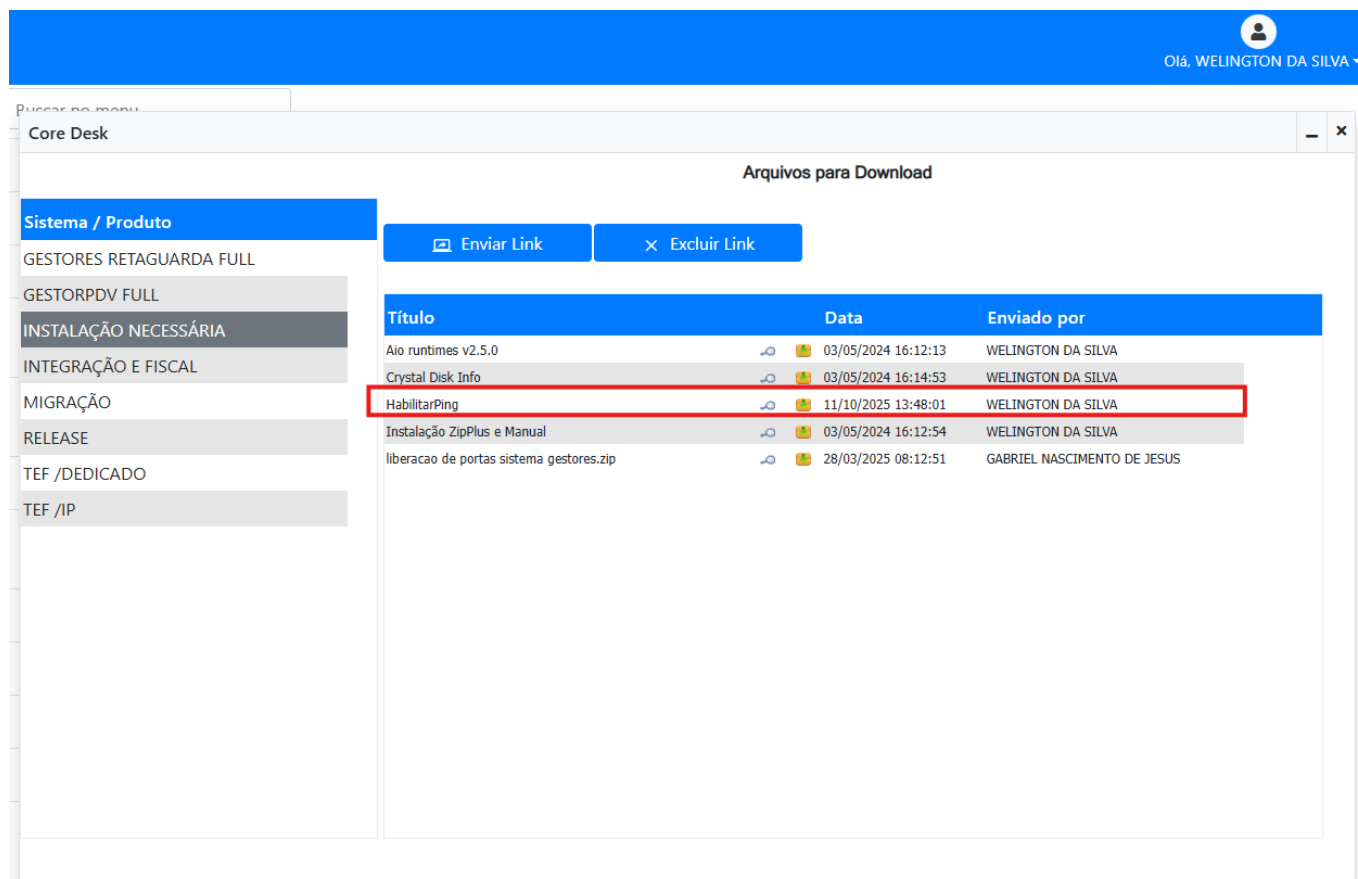 Olá, WELINGTON DA SILVA
Buscar no menu
Core Desk
Arquivos para Download
Sistema / Produto
GESTORES RETAGUARDA FULL
GESTORPDV FULL
INSTALAÇÃO NECESSÁRIA
INTEGRAÇÃO E FISCAL
MIGRAÇÃO
RELEASE
TEF /DEDICADO
TEF /IP
Enviar Link Excluir Link
Título Data Enviado por
Aio runtimes v2.5.0 03/05/2024 16:12:13 WELINGTON DA SILVA
Crystal Disk Info 03/05/2024 16:14:53 WELINGTON DA SILVA
HabilitarPing 11/10/2025 13:48:01 WELINGTON DA SILVA
Instalação ZipPlus e Manual 03/05/2024 16:12:54 WELINGTON DA SILVA
liberacao de portas sistema gestores.zip 28/03/2025 08:12:51 GABRIEL NASCIMENTO DE JESUS